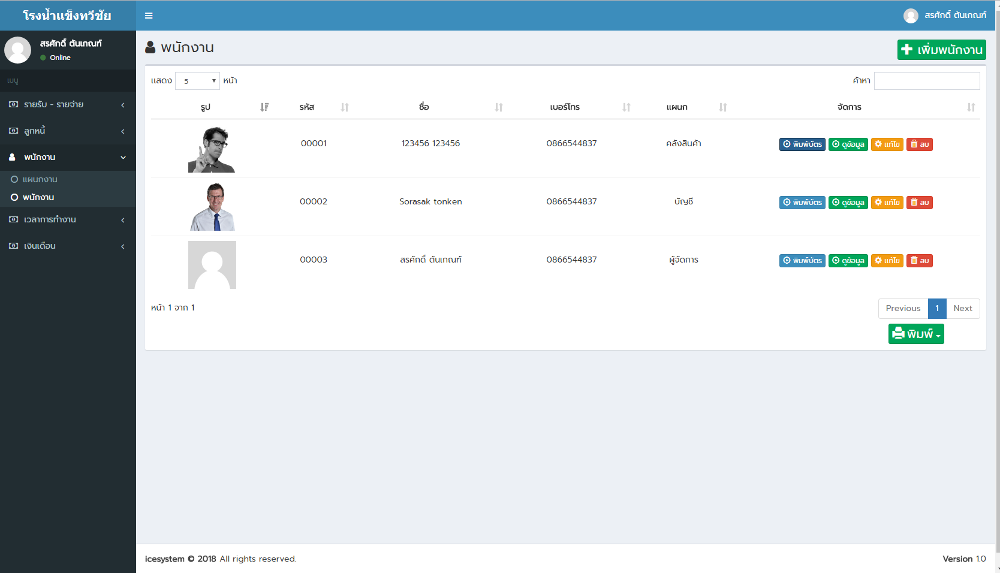 โรงน้ำแข็งทวีชัย
สรศักดิ์ ตันเกณฑ์
สรศักดิ์ ตันเกณฑ์
Online
เมนู
รายรับ - รายจ่าย
ลูกหนี้
พนักงาน
แผนกงาน
พนักงาน
เวลาการทำงาน
เงินเดือน
พนักงาน
เพิ่มพนักงาน
แสดง 5 หน้า
ค้าหา
รูป รหัส ชื่อ เบอร์โทร แผนก จัดการ
00001 123456 123456 0866544837 คลังสินค้า พิมพ์บัตร ดูข้อมูล แก้ไข ลบ
00002 Sorasak tonken 0866544837 บัญชี พิมพ์บัตร ดูข้อมูล แก้ไข ลบ
00003 สรศักดิ์ ตันเกณฑ์ 0866544837 ผู้จัดการ พิมพ์บัตร ดูข้อมูล แก้ไข ลบ
หน้า 1 จาก 1
Previous 1 Next
พิมพ์
icesystem © 2018 All rights reserved.
Version 1.0